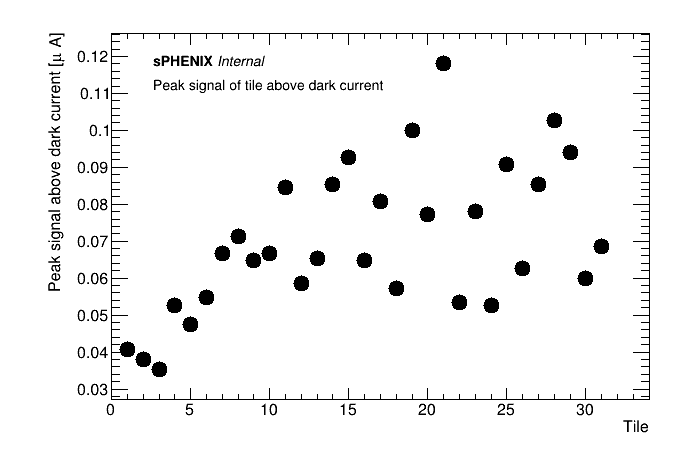 sPHENIX Internal
Peak signal of tile above dark current
Peak signal above dark current [μ A]
0.12
0.11
0.1
0.09
0.08
0.07
0.06
0.05
0.04
0.03
0 5 10 15 20 25 30
Tile